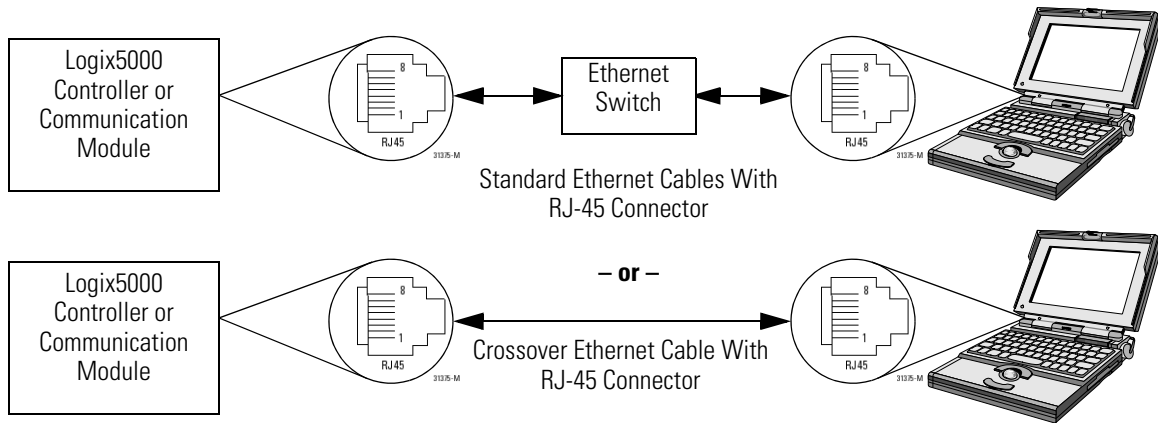 Logix5000
Controller or
Communication
Module
8
1
RJ45
31375-M
Ethernet
Switch
8
1
RJ45
31375-M
Standard Ethernet Cables With
RJ-45 Connector
– or –
Logix5000
Controller or
Communication
Module
8
1
RJ45
31375-M
Crossover Ethernet Cable With
RJ-45 Connector
8
1
RJ45
31375-M